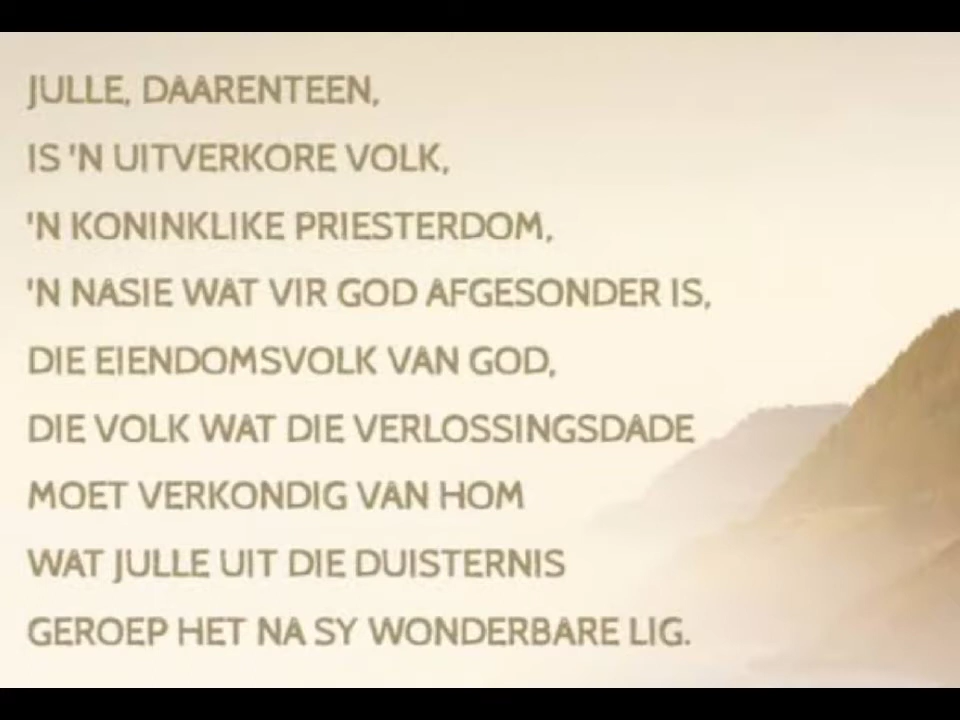 JULLE, DAARENTEEN,
IS 'N UITVERKORE VOLK,
'N KONINKLIKE PRIESTERDOM,
'N NASIE WAT VIR GOD AFGESONDER IS,
DIE EIENDOMSVOLK VAN GOD,
DIE VOLK WAT DIE VERLOSSINGSDADE
MOET VERKONDIG VAN HOM
WAT JULLE UIT DIE DUISTERNIS
GEROEP HET NA SY WONDERBARE LIG.